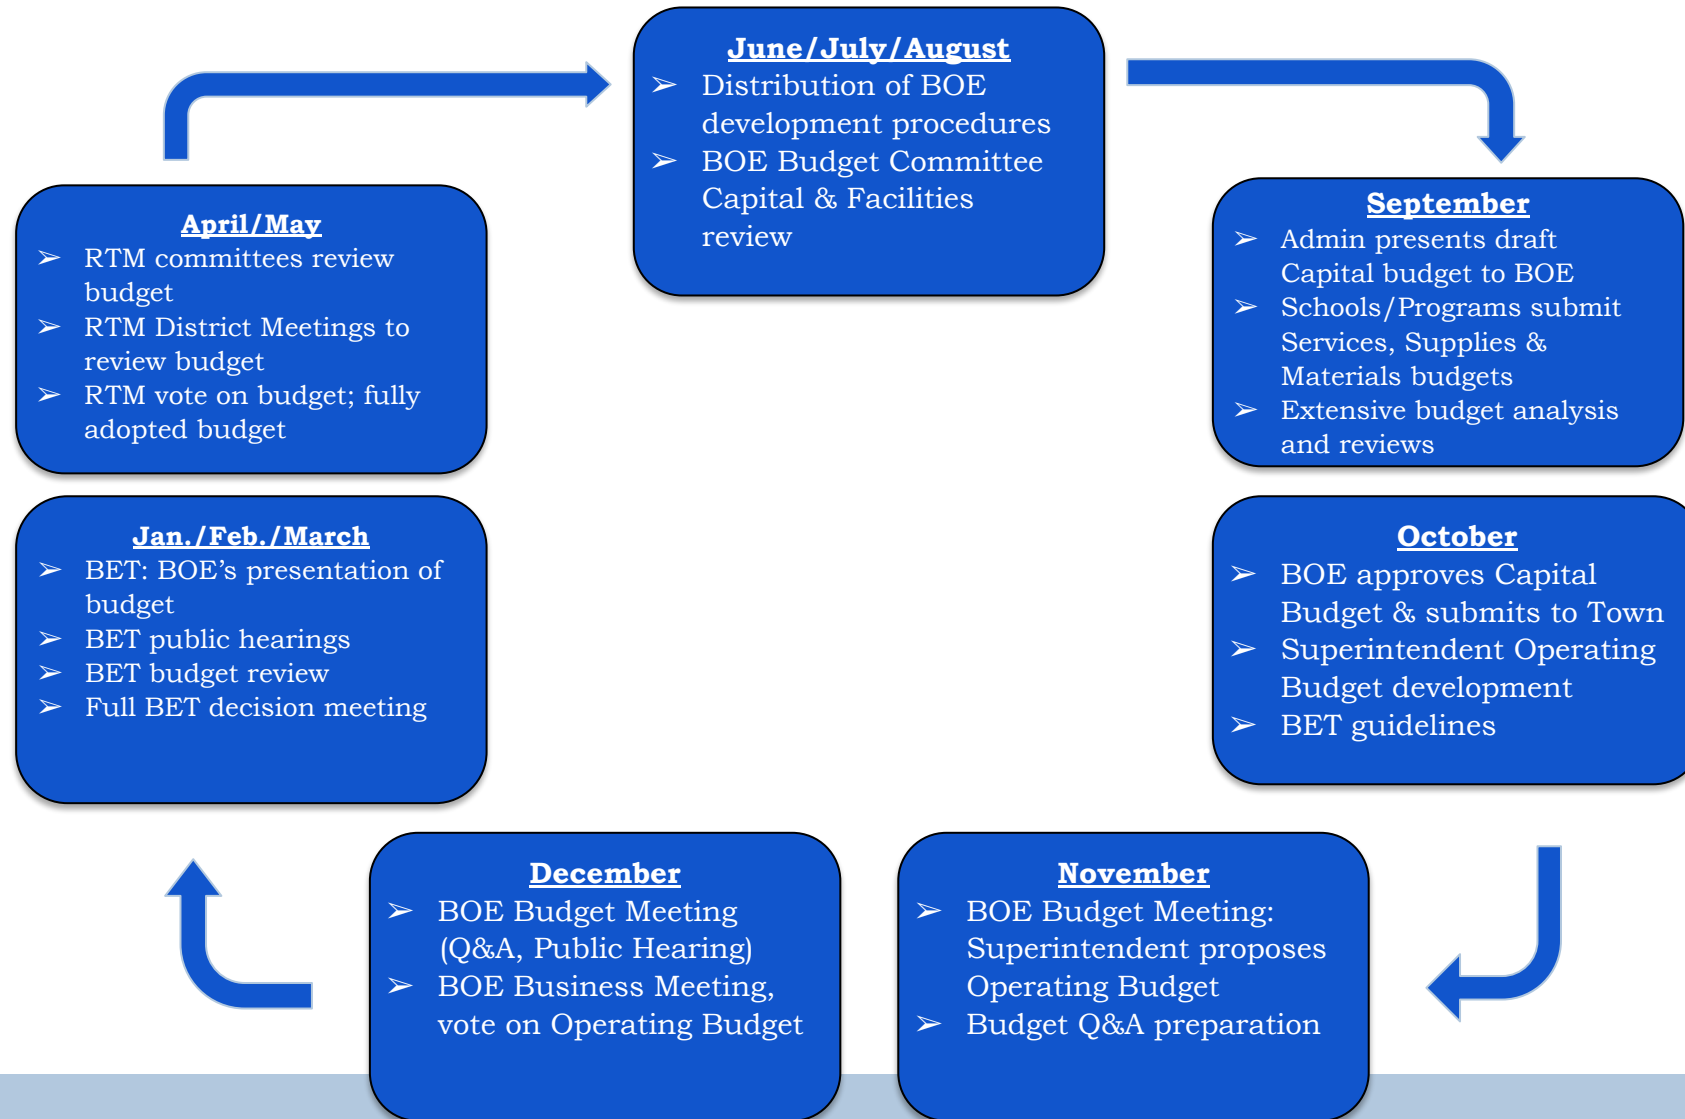 June/July/August
➢ Distribution of BOE
development procedures
➢ BOE Budget Committee
Capital & Facilities
review
September
➢ Admin presents draft
Capital budget to BOE
➢ Schools/Programs submit
Services, Supplies &
Materials budgets
➢ Extensive budget analysis
and reviews
October
➢ BOE approves Capital
Budget & submits to Town
➢ Superintendent Operating
Budget development
➢ BET guidelines
November
➢ BOE Budget Meeting:
Superintendent proposes
Operating Budget
➢ Budget Q&A preparation
December
➢ BOE Budget Meeting
(Q&A, Public Hearing)
➢ BOE Business Meeting,
vote on Operating Budget
Jan./Feb./March
➢ BET: BOE’s presentation of
budget
➢ BET public hearings
➢ BET budget review
➢ Full BET decision meeting
April/May
➢ RTM committees review
budget
➢ RTM District Meetings to
review budget
➢ RTM vote on budget; fully
adopted budget